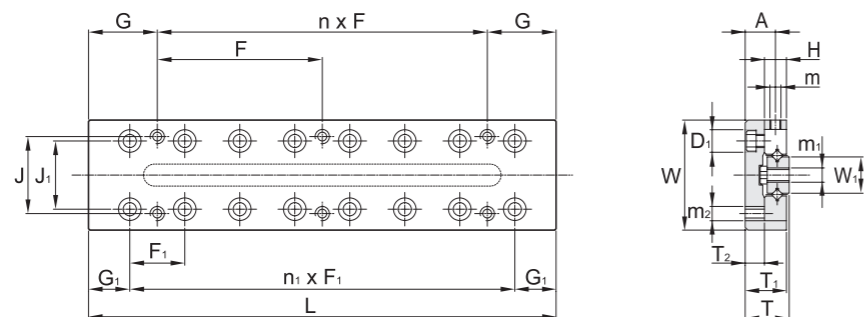 G n x F G
F
J J₁
F₁
G₁ n₁ x F₁ G₁
L
A
H
m
D₁
m₁
W W₁
m₂
T₂
T₁
T